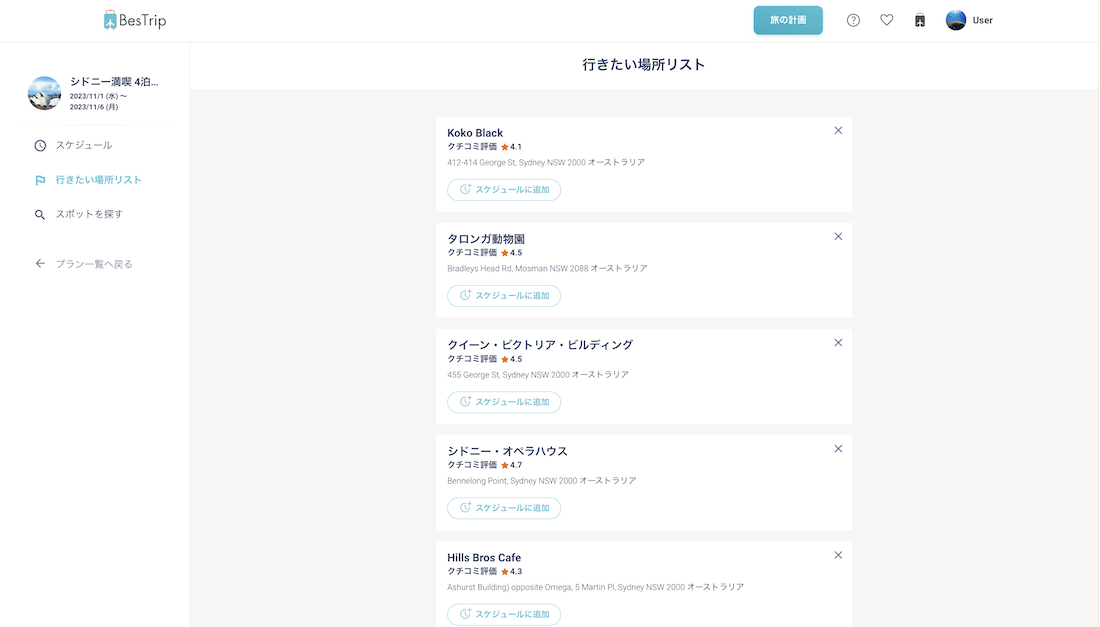 BesTrip
旅の計画
User
シドニー満喫 4泊...
2023/11/1 (水) ～
2023/11/6 (月)
スケジュール
行きたい場所リスト
スポットを探す
プラン一覧へ戻る
行きたい場所リスト
Koko Black
クチコミ評価 ★ 4.1
412-414 George St, Sydney NSW 2000 オーストラリア
スケジュールに追加
タロンガ動物園
クチコミ評価 ★ 4.5
Bradleys Head Rd, Mosman NSW 2088 オーストラリア
スケジュールに追加
クイーン・ビクトリア・ビルディング
クチコミ評価 ★ 4.5
455 George St, Sydney NSW 2000 オーストラリア
スケジュールに追加
シドニー・オペラハウス
クチコミ評価 ★ 4.7
Bennelong Point, Sydney NSW 2000 オーストラリア
スケジュールに追加
Hills Bros Cafe
クチコミ評価 ★ 4.3
Ashurst Building) opposite Omega, 5 Martin Pl, Sydney NSW 2000 オーストラリア
スケジュールに追加